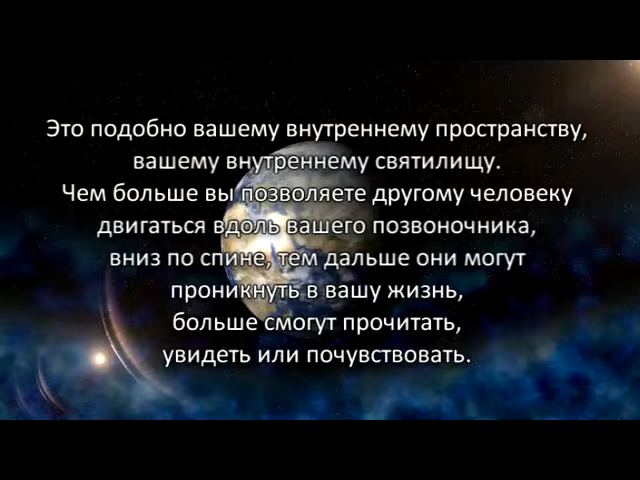 Это подобно вашему внутреннему пространству,
вашему внутреннему святилищу.
Чем больше вы позволяете другому человеку
двигаться вдоль вашего позвоночника,
вниз по спине, тем дальше они могут
проникнуть в вашу жизнь,
больше смогут прочитать,
увидеть или почувствовать.